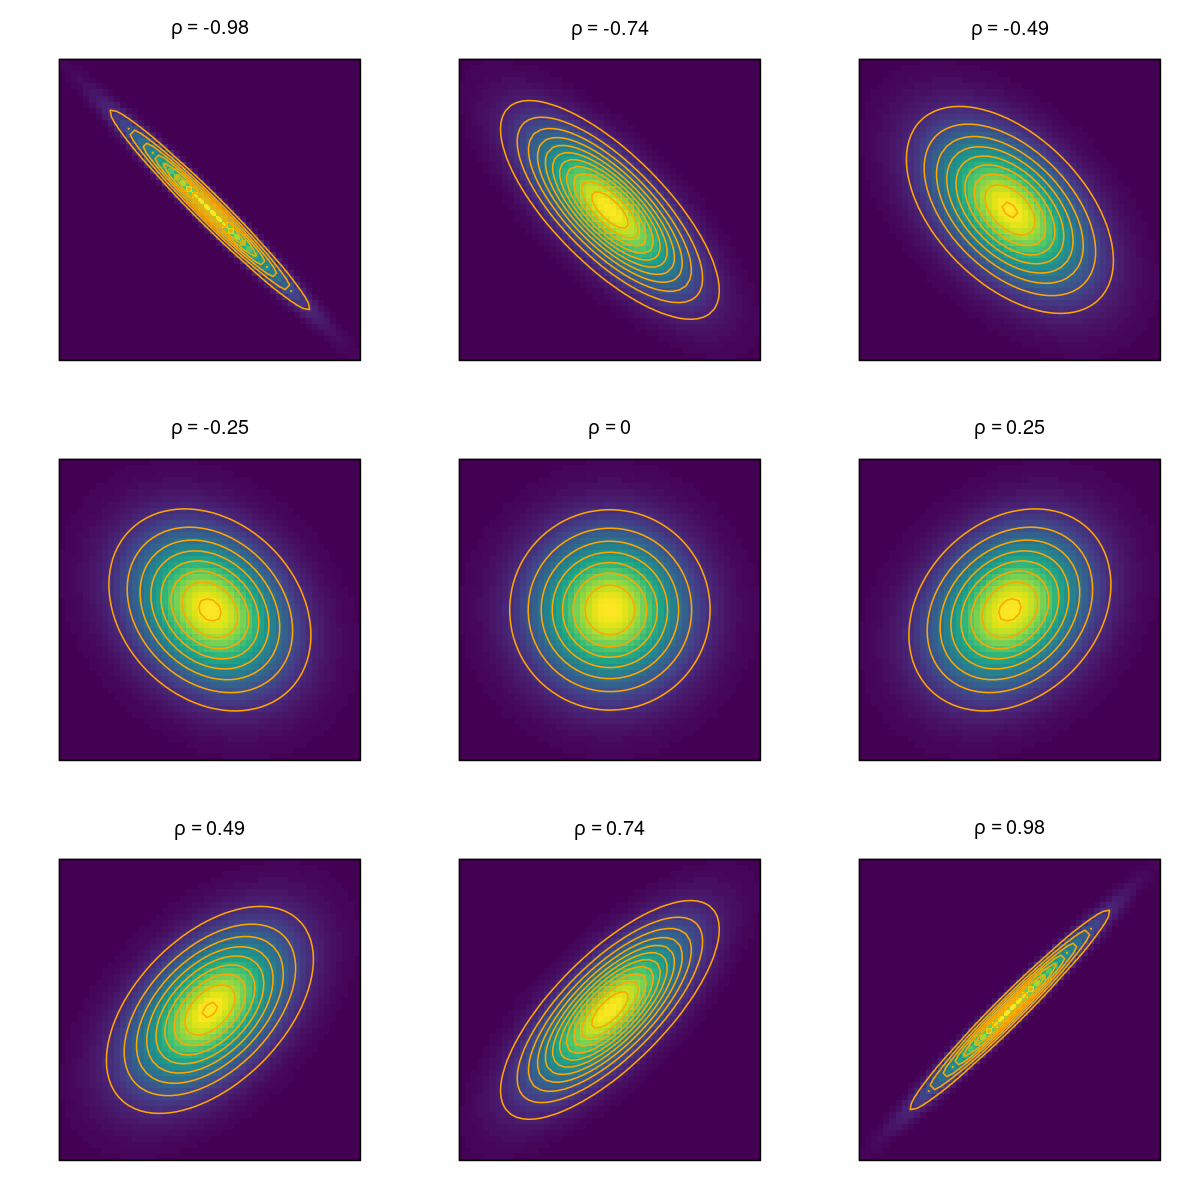 ρ = -0.98
ρ = -0.74
ρ = -0.49
ρ = -0.25
ρ = 0
ρ = 0.25
ρ = 0.49
ρ = 0.74
ρ = 0.98